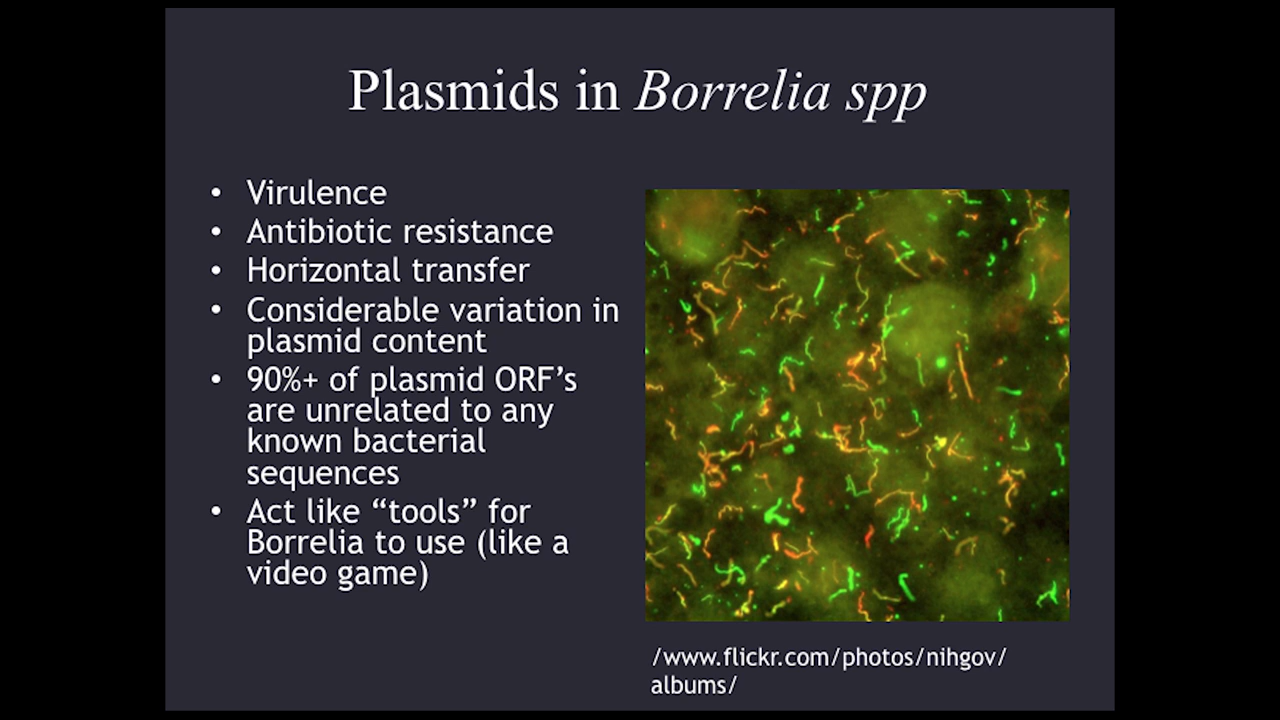 Plasmids in Borrelia spp
• Virulence
• Antibiotic resistance
• Horizontal transfer
• Considerable variation in
plasmid content
• 90%+ of plasmid ORF’s
are unrelated to any
known bacterial
sequences
• Act like “tools” for
Borrelia to use (like a
video game)
/www.flickr.com/photos/nihgov/
albums/